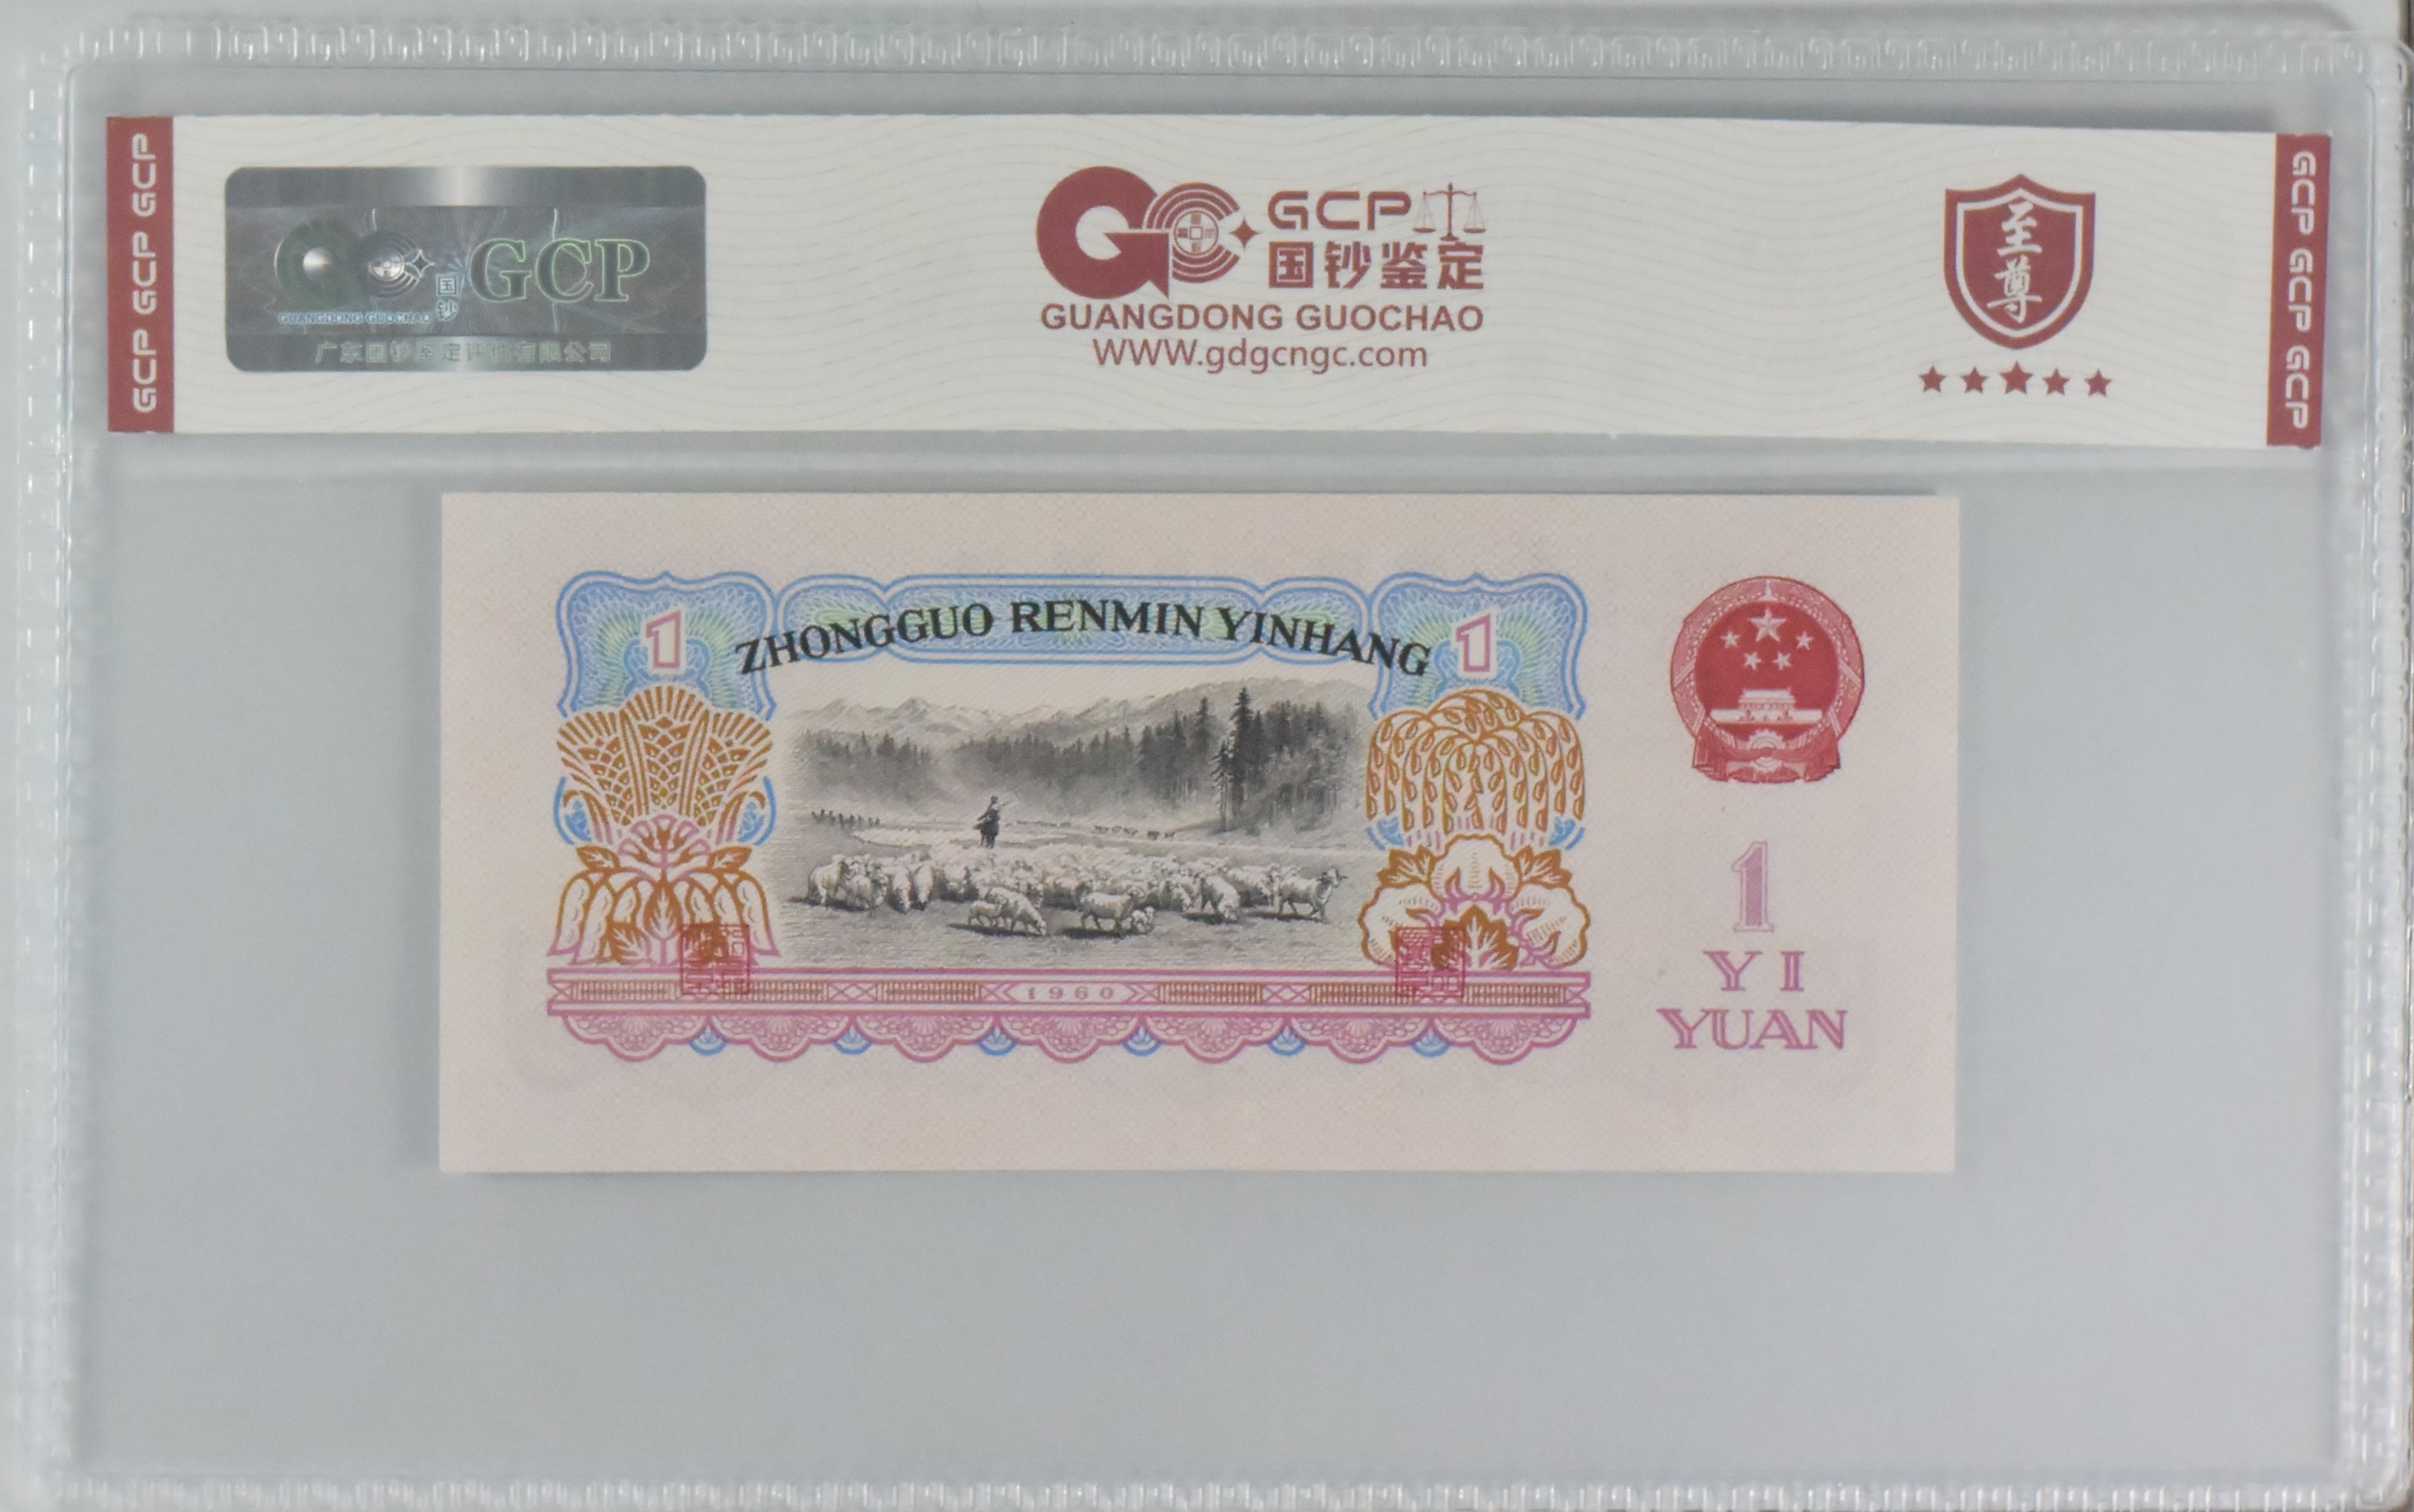 GCP GCP GCP
国钞
GCP
GUANGDONG GUOCHAO
广东国钞鉴定评估有限公司
GCP
国钞鉴定
GUANGDONG GUOCHAO
WWW.gdgcngc.com
至尊
GCP GCP GCP
1
ZHONGGUO RENMIN YINHANG
1
1960
1
YI
YUAN